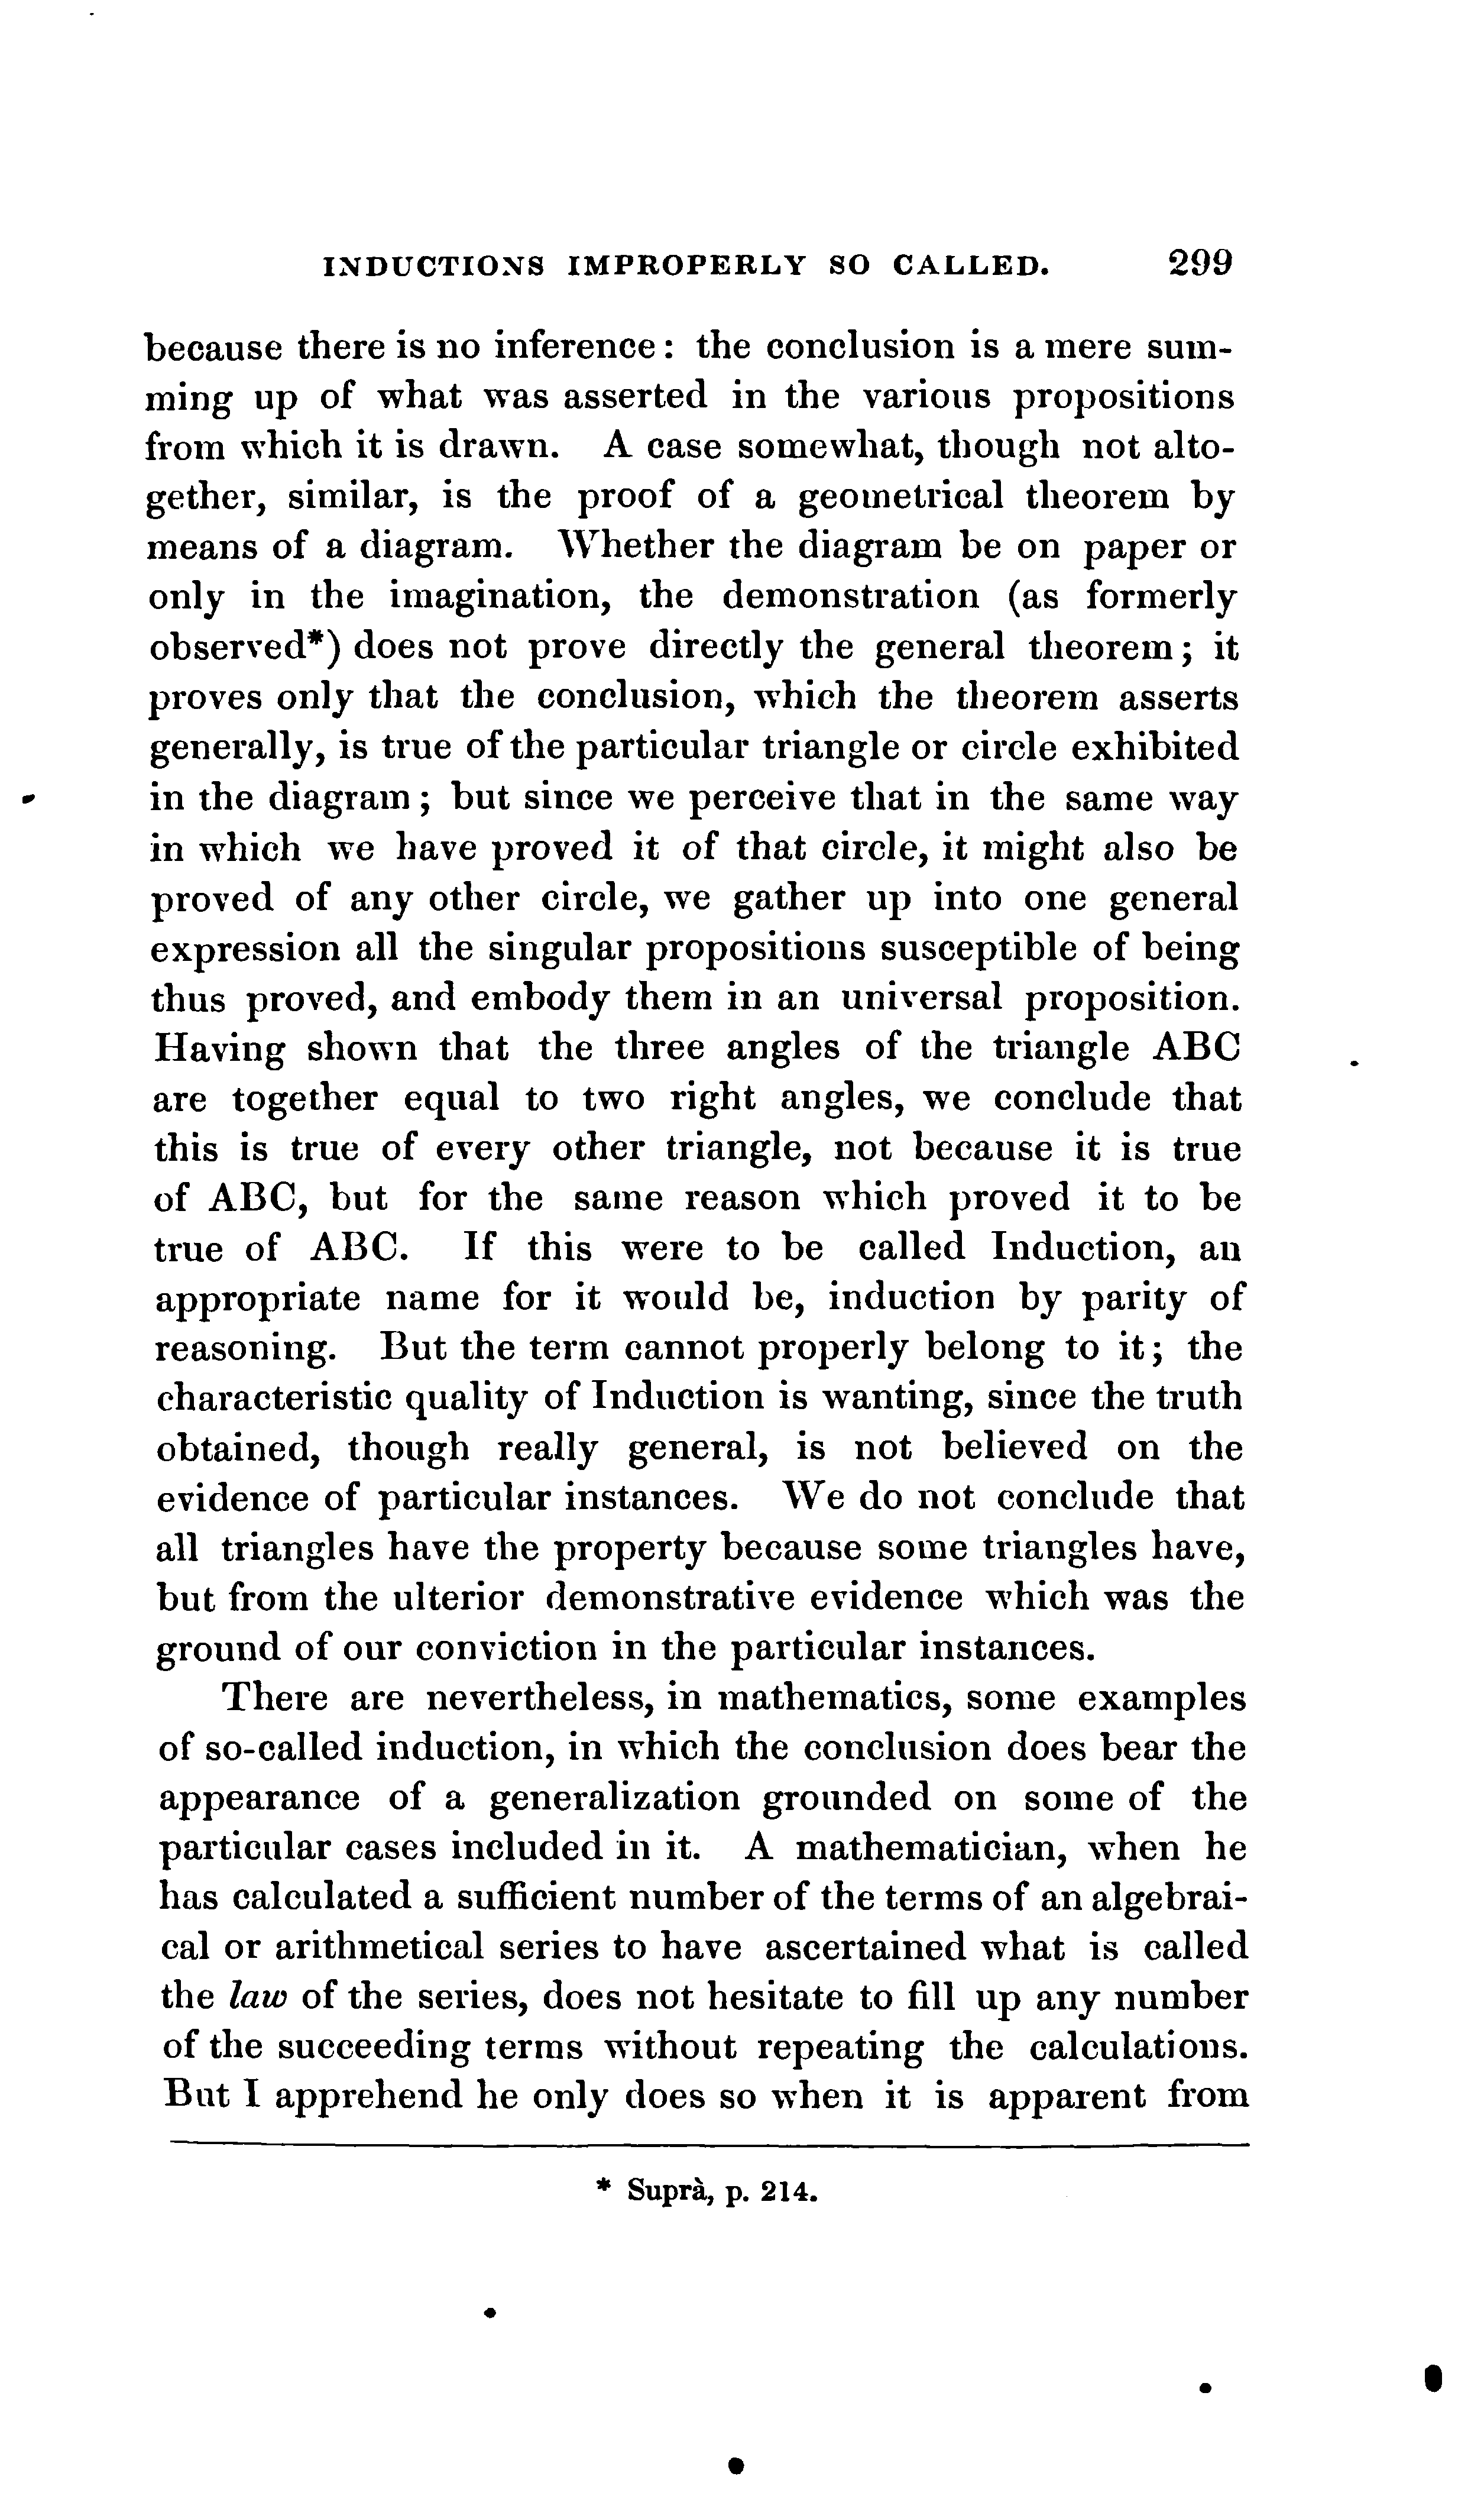 INDUCTIONS IMPROPERLY SO CALLED. 299
because there is no inference: the conclusion is a mere sum-
ming up of what was asserted in the various propositions
from which it is drawn. A case somewhat, though not alto-
gether, similar, is the proof of a geometrical theorem by
means of a diagram. Whether the diagram be on paper or
only in the imagination, the demonstration (as formerly
observed*) does not prove directly the general theorem; it
proves only that the conclusion, which the theorem asserts
generally, is true of the particular triangle or circle exhibited
in the diagram; but since we perceive that in the same way
in which we have proved it of that circle, it might also be
proved of any other circle, we gather up into one general
expression all the singular propositions susceptible of being
thus proved, and embody them in an universal proposition.
Having shown that the three angles of the triangle ABC
are together equal to two right angles, we conclude that
this is true of every other triangle, not because it is true
of ABC, but for the same reason which proved it to be
true of ABC. If this were to be called Induction, an
appropriate name for it would be, induction by parity of
reasoning. But the term cannot properly belong to it; the
characteristic quality of Induction is wanting, since the truth
obtained, though really general, is not believed on the
evidence of particular instances. We do not conclude that
all triangles have the property because some triangles have,
but from the ulterior demonstrative evidence which was the
ground of our conviction in the particular instances.
There are nevertheless, in mathematics, some examples
of so-called induction, in which the conclusion does bear the
appearance of a generalization grounded on some of the
particular cases included in it. A mathematician, when he
has calculated a sufficient number of the terms of an algebrai-
cal or arithmetical series to have ascertained what is called
the law of the series, does not hesitate to fill up any number
of the succeeding terms without repeating the calculations.
But I apprehend he only does so when it is apparent from
* Suprà, p. 214.